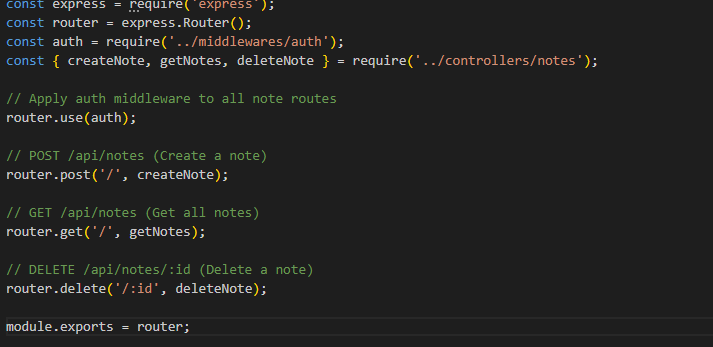 const express = require('express');
const router = express.Router();
const auth = require('../middlewares/auth');
const { createNote, getNotes, deleteNote } = require('../controllers/notes');
// Apply auth middleware to all note routes
router.use(auth);
// POST /api/notes (Create a note)
router.post('/', createNote);
// GET /api/notes (Get all notes)
router.get('/', getNotes);
// DELETE /api/notes/:id (Delete a note)
router.delete('/:id', deleteNote);
module.exports = router;